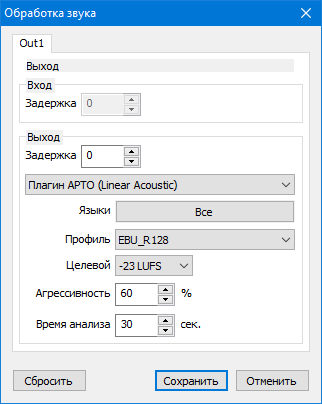 Обработка звука
Out1
Выход
Вход
Задержка 0
Выход
Задержка 0
Плагин APTO (Linear Acoustic)
Языки Все
Профиль EBU_R128
Целевой -23 LUFS
Агрессивность 60 %
Время анализа 30 сек.
Сбросить Сохранить Отменить